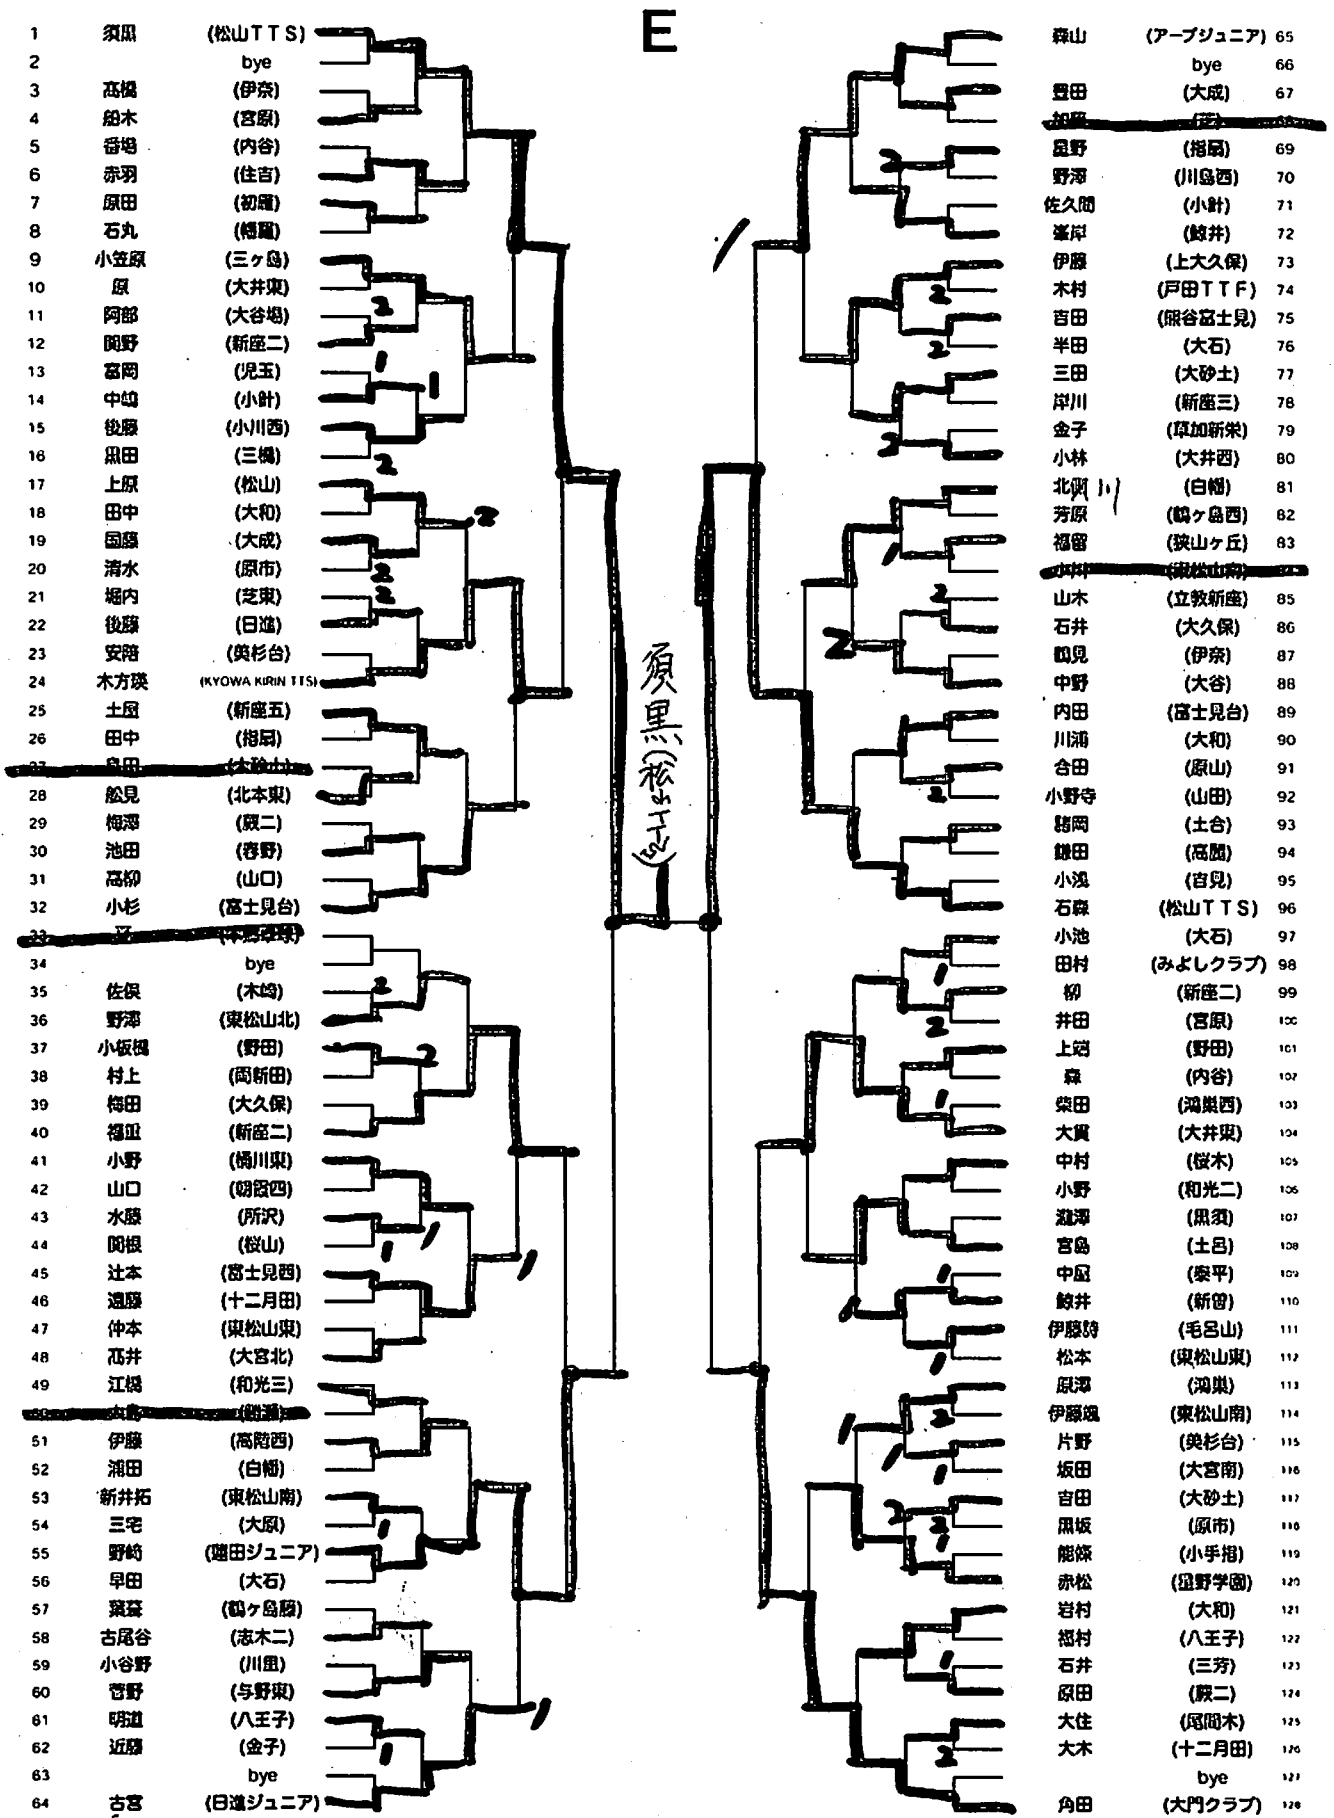 E
1 須黒 (松山TTS)
2 bye
3 髙橋 (伊奈)
4 船木 (宮原)
5 番場 (内谷)
6 赤羽 (住吉)
7 原田 (初雁)
8 石丸 (幡羅)
9 小笠原 (三ヶ島)
10 原 (大井東)
11 阿部 (大谷場)
12 関野 (新座二)
13 富岡 (児玉)
14 中嶋 (小針)
15 後藤 (小川西)
16 黒田 (三橋)
17 上原 (松山)
18 田中 (大和)
19 国藤 (大成)
20 清水 (原市)
21 堀内 (芝東)
22 後藤 (日進)
23 安陪 (美杉台)
24 木方瑛 (KYOWA KIRIN TTS)
25 土屋 (新座五)
26 田中 (指扇)
27 島田 (大砂土)
28 舩見 (北本東)
29 梅澤 (蕨二)
30 池田 (春野)
31 高柳 (山口)
32 小杉 (富士見台)
33
34 bye
35 佐俣 (木崎)
36 野澤 (東松山北)
37 小板橋 (野田)
38 村上 (両新田)
39 梅田 (大久保)
40 福重 (新座二)
41 小野 (桶川東)
42 山口 (朝霞四)
43 水藤 (所沢)
44 関根 (桜山)
45 辻本 (富士見西)
46 遠藤 (十二月田)
47 仲本 (東松山東)
48 髙井 (大宮北)
49 江橋 (和光三)
51 伊藤 (高階西)
52 浦田 (白幡)
53 新井拓 (東松山南)
54 三宅 (大原)
55 野崎 (蓮田ジュニア)
56 早田 (大石)
57 (鶴ヶ島藤)
58 古尾谷 (志木二)
59 小谷野 (川里)
60 菅野 (与野東)
61 明道 (八王子)
62 近藤 (金子)
63 bye
64 古宮 (日進ジュニア)
須黒(松山TTS)
森山 (アープジュニア) 65
bye 66
豊田 (大成) 67
加藤 (芝) 68
星野 (指扇) 69
野澤 (川島西) 70
佐久間 (小針) 71
峯岸 (鯨井) 72
伊藤 (上大久保) 73
木村 (戸田TTF) 74
吉田 (熊谷富士見) 75
半田 (大石) 76
三田 (大砂土) 77
岸川 (新座三) 78
金子 (草加新栄) 79
小林 (大井西) 80
北側 川 (白幡) 81
芳原 (鶴ヶ島西) 82
福留 (狭山ヶ丘) 83
小川 (東松山南)
山木 (立教新座) 85
石井 (大久保) 86
鶴見 (伊奈) 87
中野 (大谷) 88
内田 (富士見台) 89
川浦 (大和) 90
合田 (原山) 91
小野寺 (山田) 92
諸岡 (土合) 93
鎌田 (高麗) 94
小浅 (吉見) 95
石森 (松山TTS) 96
小池 (大石) 97
田村 (みよしクラブ) 98
柳 (新座二) 99
井田 (宮原) 100
上端 (野田) 101
森 (内谷) 102
柴田 (鴻巣西) 103
大貫 (大井東) 104
中村 (桜木) 105
小野 (和光二) 106
瀧澤 (黒須) 107
宮島 (土呂) 108
中屋 (泰平) 109
鯨井 (新曽) 110
伊藤詩 (毛呂山) 111
松本 (東松山東) 112
原澤 (鴻巣) 113
伊藤颯 (東松山南) 114
片野 (美杉台) 115
坂田 (大宮南) 116
吉田 (大砂土) 117
黒坂 (原市) 118
能條 (小手指) 119
赤松 (星野学園) 120
岩村 (大和) 121
福村 (八王子) 122
石井 (三芳) 123
原田 (蕨二) 124
大住 (尾間木) 125
大木 (十二月田) 126
bye 127
角田 (大門クラブ) 128